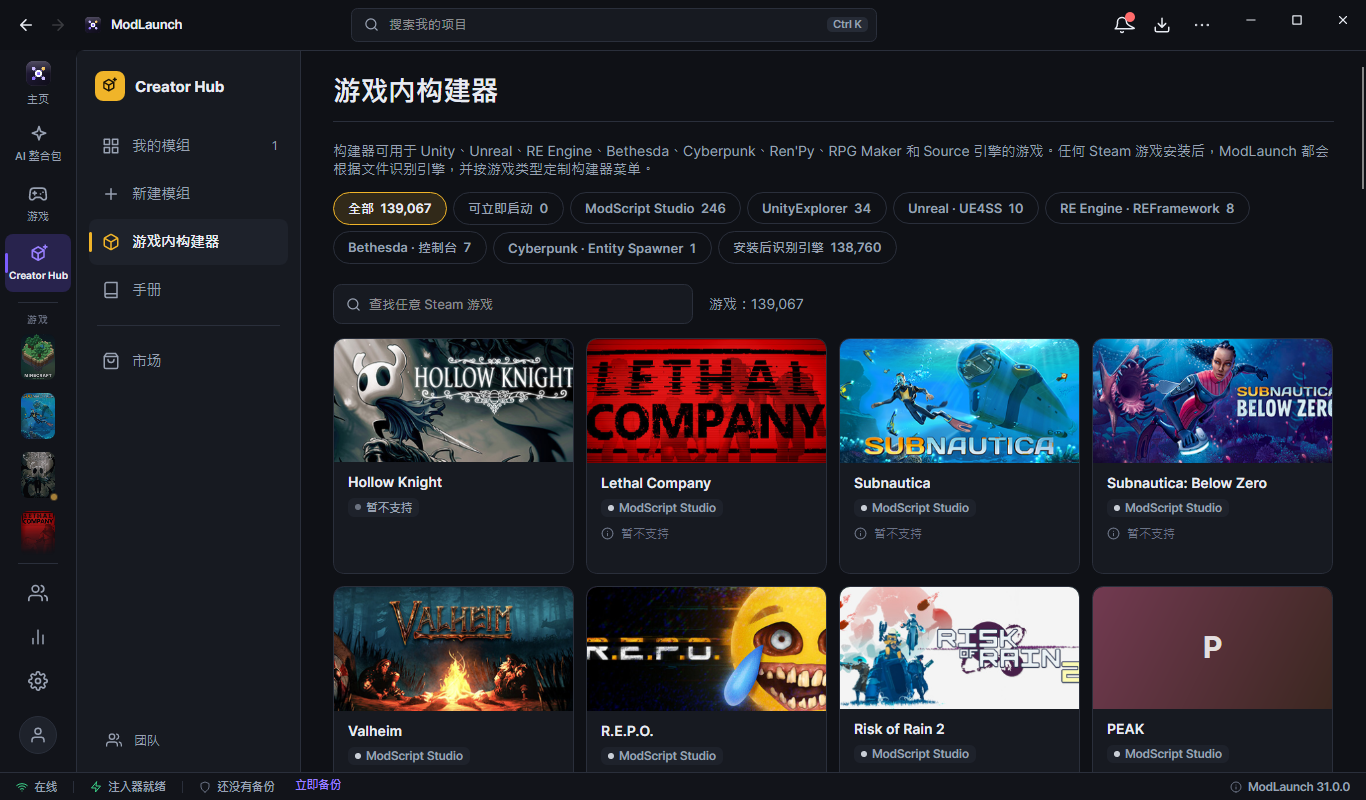 ModLaunch
搜索我的项目
Ctrl K
主页
AI 整合包
游戏
Creator Hub
游戏
MINECRAFT
LETHAL COMPANY
Creator Hub
我的模组 1
新建模组
游戏内构建器
手册
市场
团队
游戏内构建器
构建器可用于 Unity、Unreal、RE Engine、Bethesda、Cyberpunk、Ren'Py、RPG Maker 和 Source 引擎的游戏。任何 Steam 游戏安装后，ModLaunch 都会
根据文件识别引擎，并按游戏类型定制构建器菜单。
全部 139,067
可立即启动 0
ModScript Studio 246
UnityExplorer 34
Unreal · UE4SS 10
RE Engine · REFramework 8
Bethesda · 控制台 7
Cyberpunk · Entity Spawner 1
安装后识别引擎 138,760
查找任意 Steam 游戏
游戏：139,067
HOLLOW KNIGHT
Hollow Knight
暂不支持
LETHAL
COMPANY
Lethal Company
ModScript Studio
暂不支持
SUBNAUTICA
Subnautica
ModScript Studio
暂不支持
SUBNAUTICA
BELOW ZERO
Subnautica: Below Zero
ModScript Studio
暂不支持
VALHEIM
Valheim
ModScript Studio
R.E.P.O.
R.E.P.O.
ModScript Studio
RISK
OF RAIN 2
Risk of Rain 2
ModScript Studio
P
PEAK
ModScript Studio
在线
注入器就绪
还没有备份
立即备份
ModLaunch 31.0.0